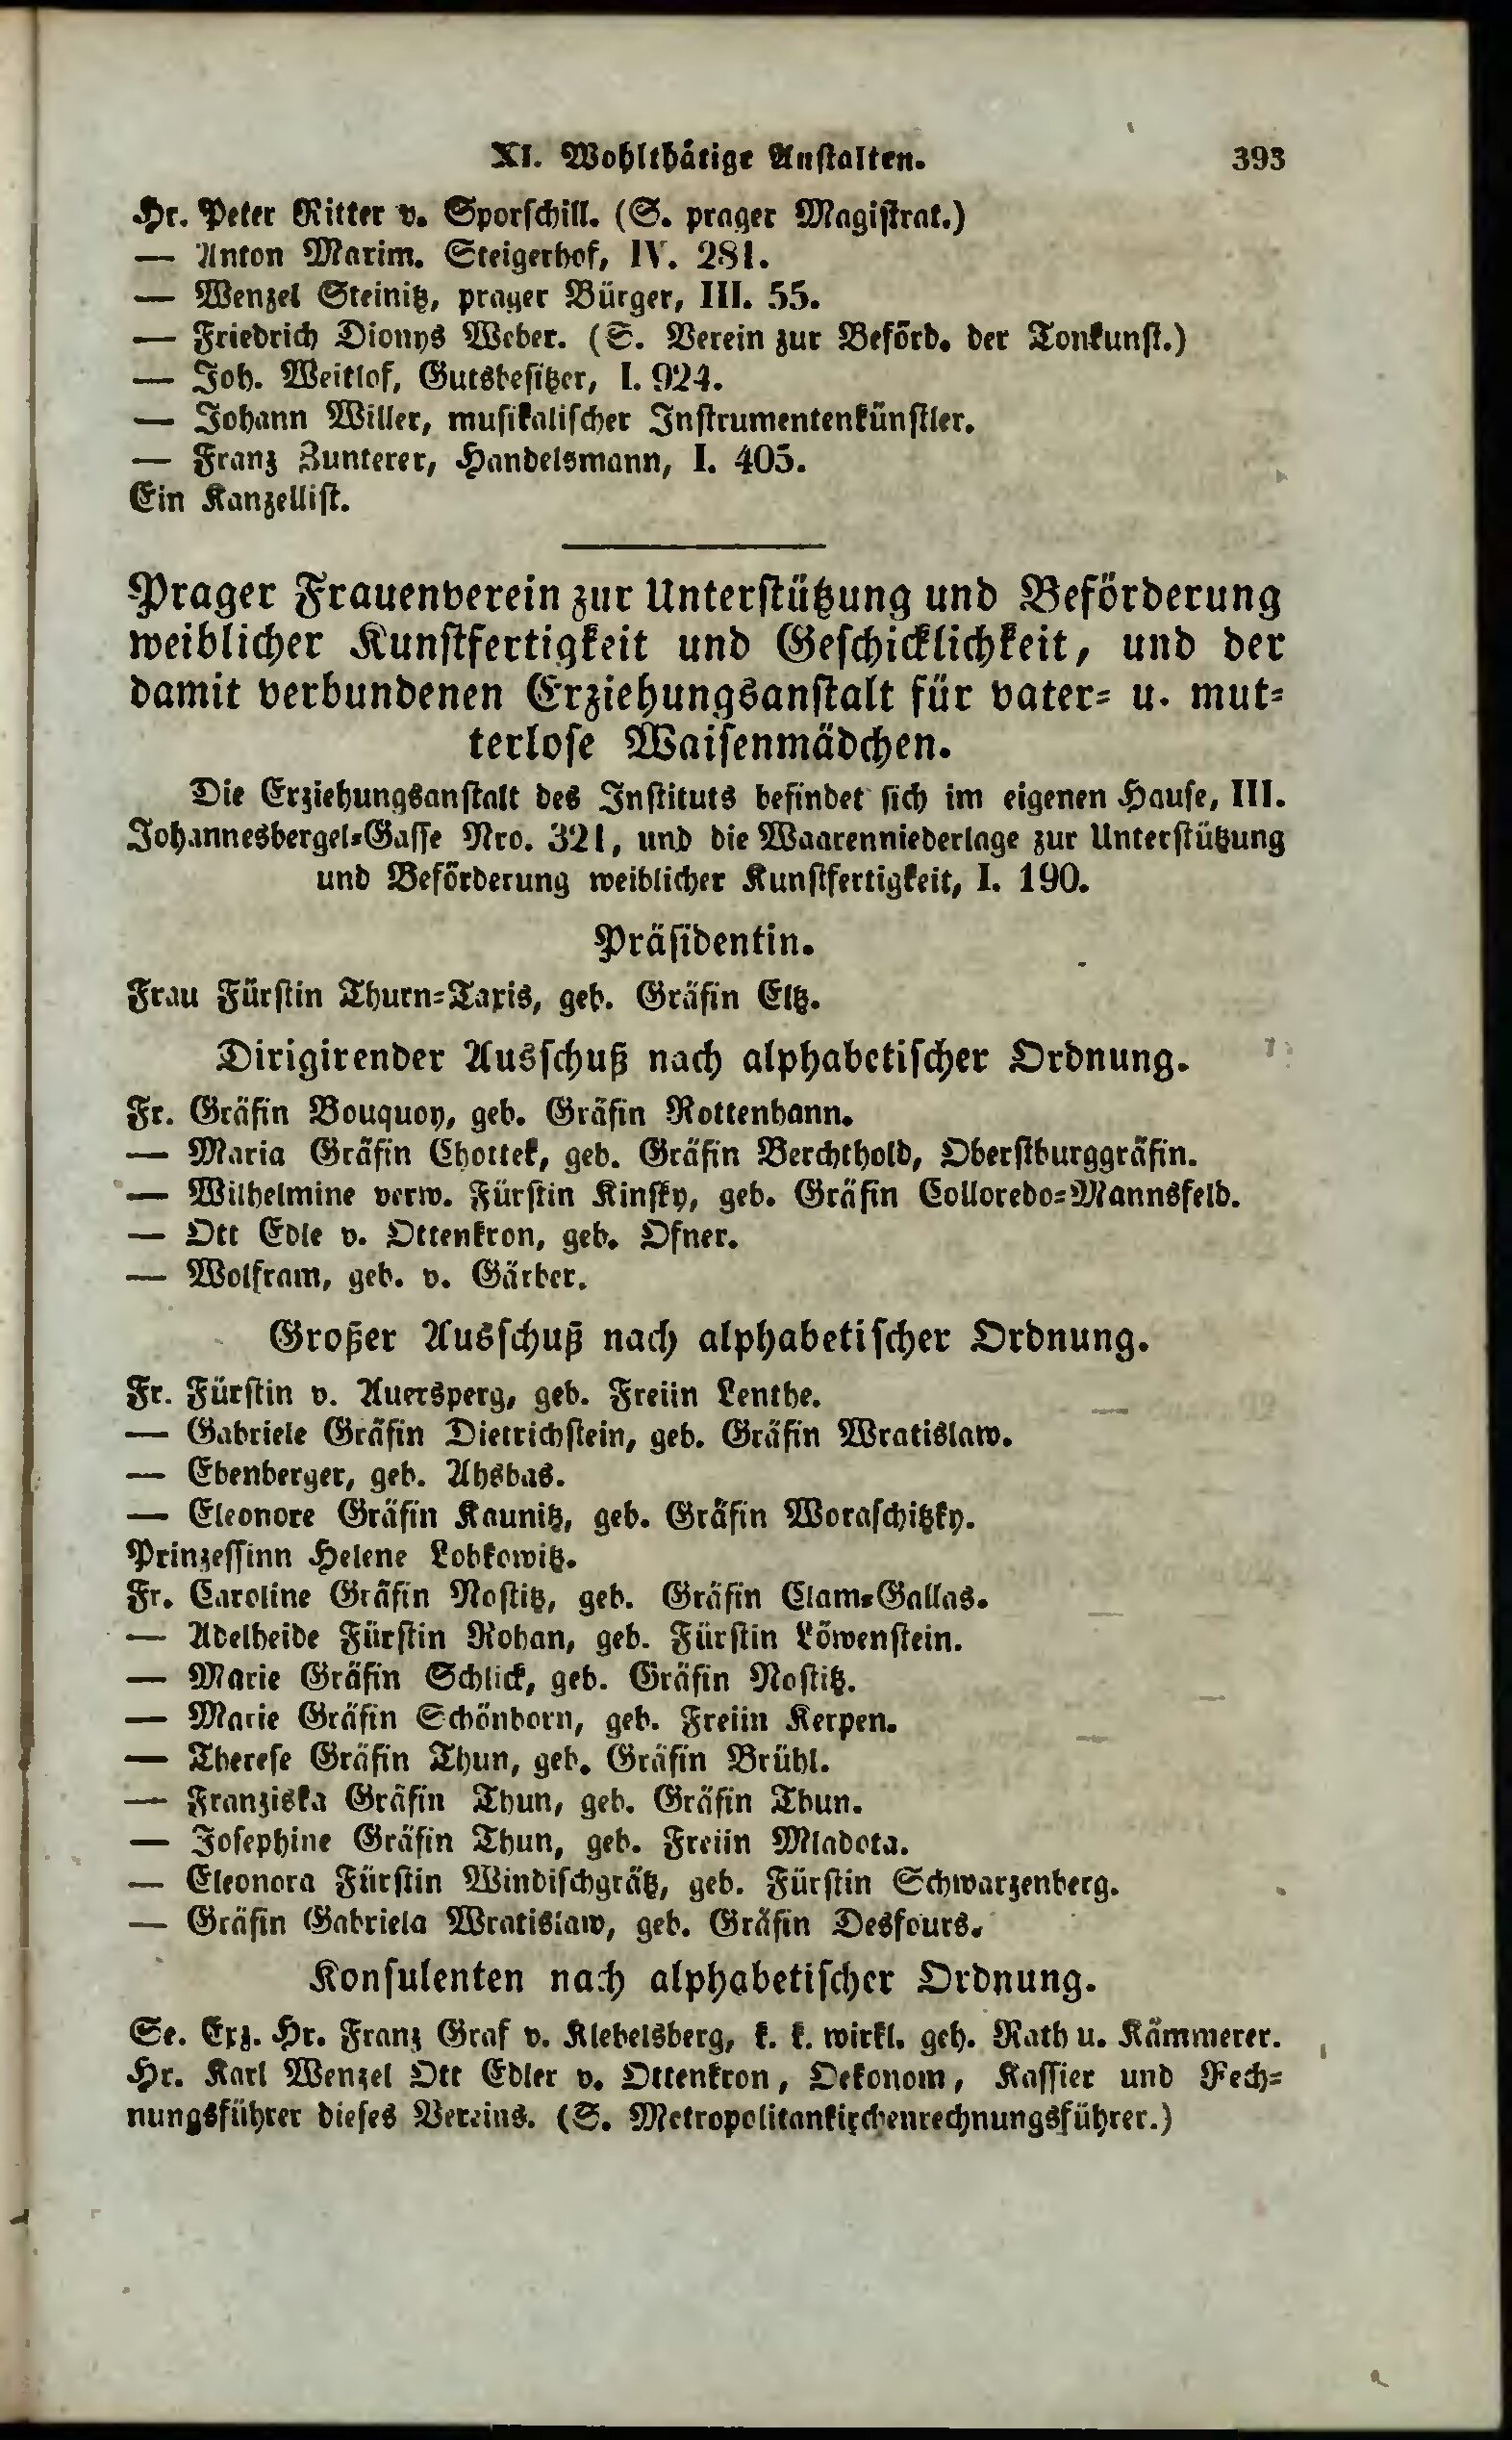 XI. Wohlthätige Anstalten. 393
Hr. Peter Ritter v. Sporschill. (S. prager Magistrat.)
— Anton Maxim. Steigerhof, IV. 281.
— Wenzel Steinitz, prager Bürger, III. 55.
— Friedrich Dionys Weber. (S. Verein zur Beförd. der Tonkunst.)
— Joh. Weitlof, Gutsbesitzer, I. 924.
— Johann Willer, musikalischer Instrumentenkünstler.
— Franz Zunterer, Handelsmann, I. 405.
Ein Kanzellist.
Prager Frauenverein zur Unterstützung und Beförderung
weiblicher Kunstfertigkeit und Geschicklichkeit, und der
damit verbundenen Erziehungsanstalt für vater= u. mut=
terlose Waisenmädchen.
Die Erziehungsanstalt des Instituts befindet sich im eigenen Hause, III.
Johannesbergel=Gasse Nro. 321, und die Waarenniederlage zur Unterstützung
und Beförderung weiblicher Kunstfertigkeit, I. 190.
Präsidentin.
Frau Fürstin Thurn=Taxis, geb. Gräfin Eltz.
Dirigirender Ausschuß nach alphabetischer Ordnung.
Fr. Gräfin Bouquoy, geb. Gräfin Rottenhann.
— Maria Gräfin Chottek, geb. Gräfin Berchthold, Oberstburggräfin.
— Wilhelmine verw. Fürstin Kinsky, geb. Gräfin Colloredo=Mannsfeld.
— Ott Edle v. Ottenkron, geb. Ofner.
— Wolfram, geb. v. Gärber.
Großer Ausschuß nach alphabetischer Ordnung.
Fr. Fürstin v. Auersperg, geb. Freiin Lenthe.
— Gabriele Gräfin Dietrichstein, geb. Gräfin Wratislaw.
— Ebenberger, geb. Ahsbas.
— Eleonore Gräfin Kaunitz, geb. Gräfin Woraschitzky.
Prinzessinn Helene Lobkowitz.
Fr. Caroline Gräfin Nostitz, geb. Gräfin Clam=Gallas.
— Adelheide Fürstin Rohan, geb. Fürstin Löwenstein.
— Marie Gräfin Schlick, geb. Gräfin Nostitz.
— Marie Gräfin Schönborn, geb. Freiin Kerpen.
— Therese Gräfin Thun, geb. Gräfin Brühl.
— Franziska Gräfin Thun, geb. Gräfin Thun.
— Josephine Gräfin Thun, geb. Freiin Mladota.
— Eleonora Fürstin Windischgrätz, geb. Fürstin Schwarzenberg.
— Gräfin Gabriela Wratislaw, geb. Gräfin Desfours.
Konsulenten nach alphabetischer Ordnung.
Se. Exz. Hr. Franz Graf v. Klebelsberg, k. k. wirkl. geh. Rath u. Kämmerer.
Hr. Karl Wenzel Ott Edler v. Ottenkron, Oekonom, Kassier und Rech=
nungsführer dieses Vereins. (S. Metropolitankirchenrechnungsführer.)